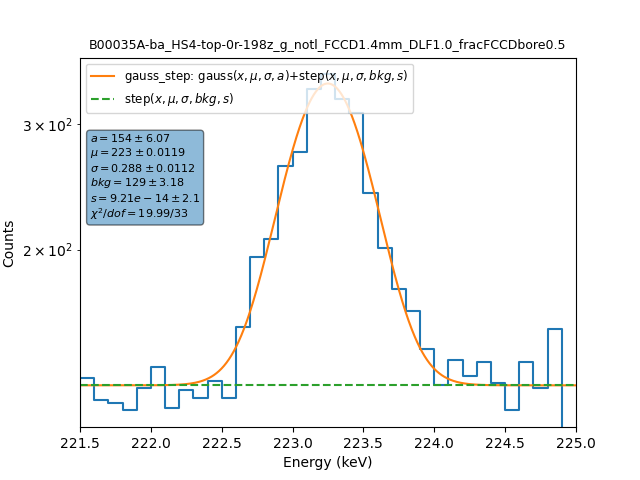 B00035A-ba_HS4-top-0r-198z_g_notl_FCCD1.4mm_DLF1.0_fracFCCDbore0.5
gauss_step: gauss(x, μ, σ, a)+step(x, μ, σ, bkg, s)
step(x, μ, σ, bkg, s)
a = 154 ± 6.07
μ = 223 ± 0.0119
σ = 0.288 ± 0.0112
bkg = 129 ± 3.18
s = 9.21e − 14 ± 2.1
χ²/dof = 19.99/33
3 × 10²
2 × 10²
Counts
221.5 222.0 222.5 223.0 223.5 224.0 224.5 225.0
Energy (keV)